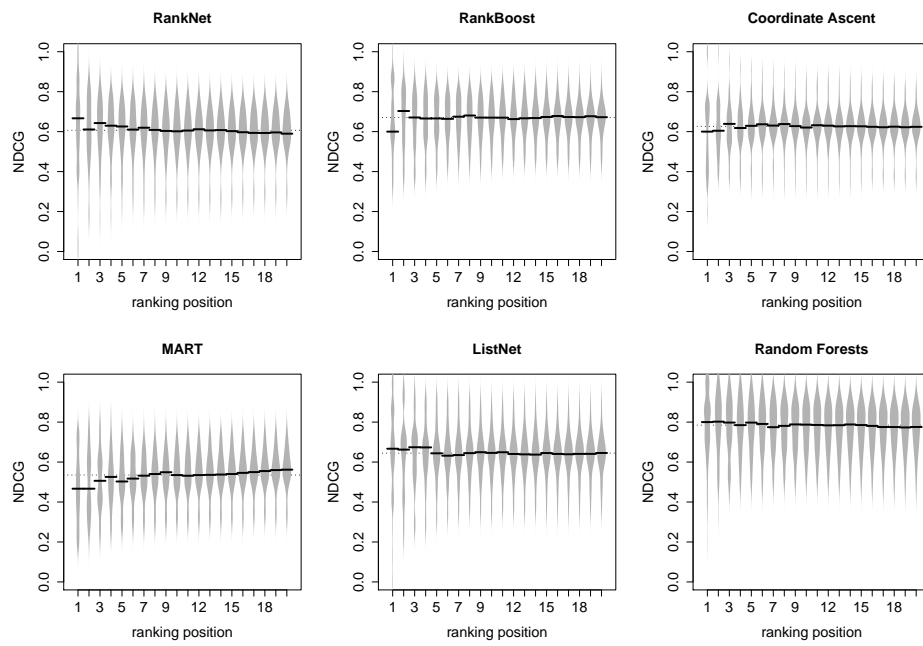 RankNet
NDCG
0.0 0.2 0.4 0.6 0.8 1.0
1 3 5 7 9 12 15 18
ranking position
RankBoost
NDCG
0.0 0.2 0.4 0.6 0.8 1.0
1 3 5 7 9 12 15 18
ranking position
Coordinate Ascent
NDCG
0.0 0.2 0.4 0.6 0.8 1.0
1 3 5 7 9 12 15 18
ranking position
MART
NDCG
0.0 0.2 0.4 0.6 0.8 1.0
1 3 5 7 9 12 15 18
ranking position
ListNet
NDCG
0.0 0.2 0.4 0.6 0.8 1.0
1 3 5 7 9 12 15 18
ranking position
Random Forests
NDCG
0.0 0.2 0.4 0.6 0.8 1.0
1 3 5 7 9 12 15 18
ranking position